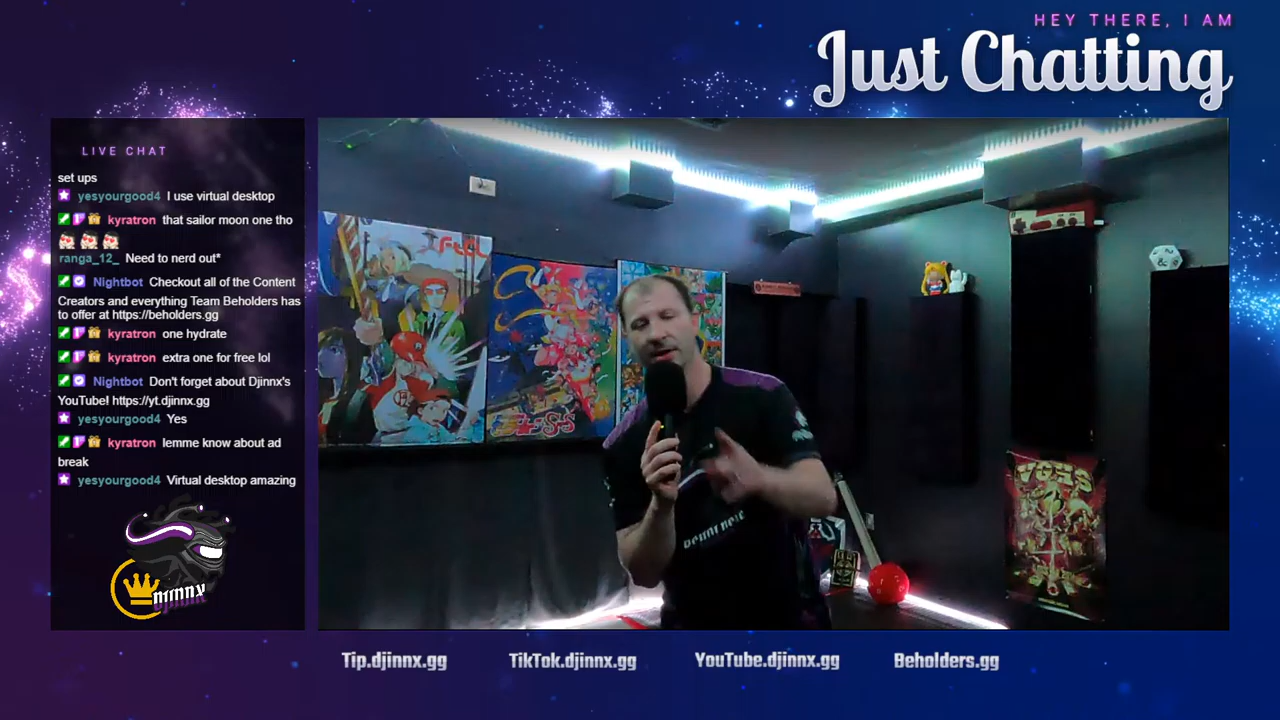 HEY THERE, I AM
Just Chatting
LIVE CHAT
set ups
yesyourgood4 I use virtual desktop
kyratron that sailor moon one tho
ranga_12_ Need to nerd out*
Nightbot Checkout all of the Content
Creators and everything Team Beholders has
to offer at https://beholders.gg
kyratron one hydrate
kyratron extra one for free lol
Nightbot Don't forget about Djinnx's
YouTube! https://yt.djinnx.gg
yesyourgood4 Yes
kyratron lemme know about ad
break
yesyourgood4 Virtual desktop amazing
Djinnx
FLCL
Tip.djinnx.gg
TikTok.djinnx.gg
YouTube.djinnx.gg
Beholders.gg